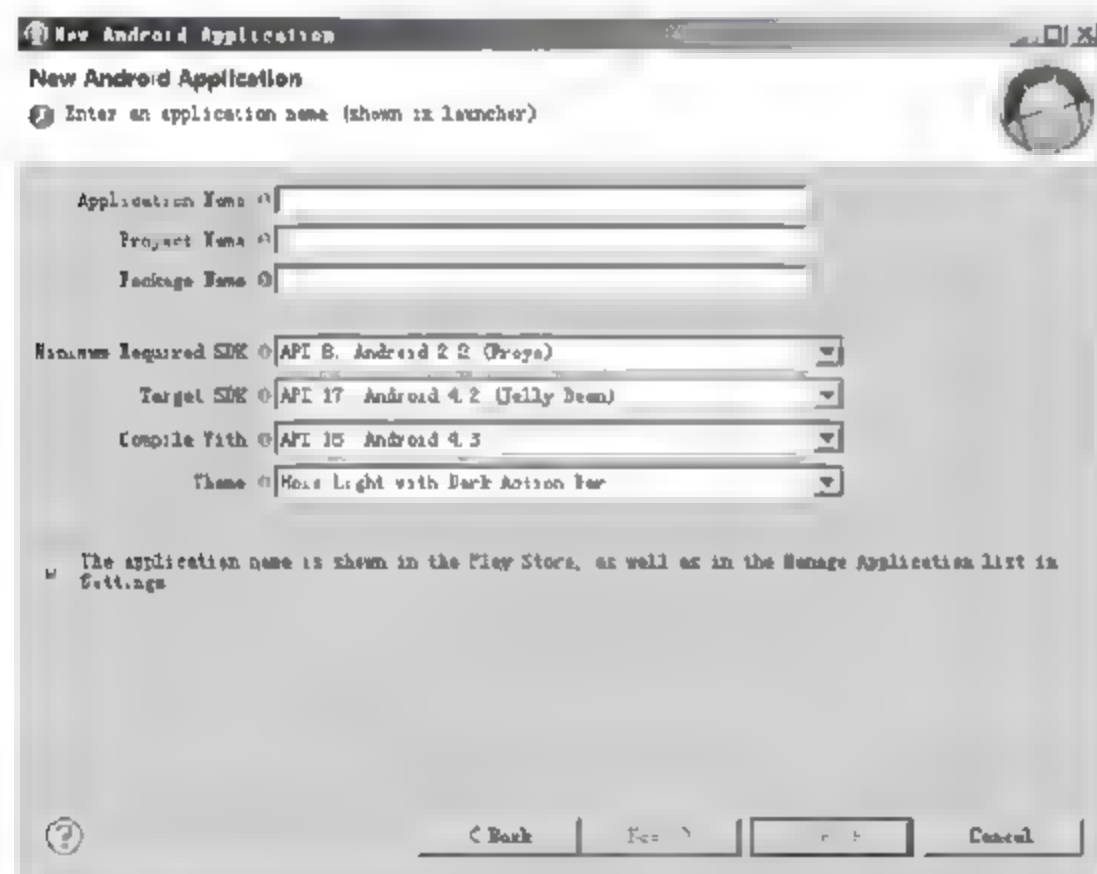 New Android Application
New Android Application
Enter an application name (shown in launcher)
Application Name
Project Name
Package Name
Minimum Required SDK API 8. Android 2 2 (Froyo)
Target SDK API 17 Android 4.2 (Jelly Bean)
Compile With Android 4.3
Theme Light with Dark Action Bar
The application name is shown in the Play Store, as well as in the Manage Application list in
Settings
< Back
Cancel